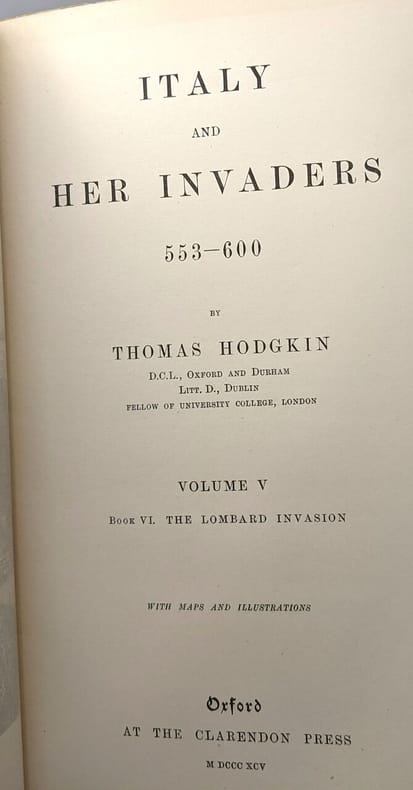 ITALY
AND
HER INVADERS
553—600
BY
THOMAS HODGKIN
D.C.L., OXFORD AND DURHAM
LITT. D., DUBLIN
FELLOW OF UNIVERSITY COLLEGE, LONDON
VOLUME V
BOOK VI. THE LOMBARD INVASION
WITH MAPS AND ILLUSTRATIONS
Oxford
AT THE CLARENDON PRESS
M DCCC XCV